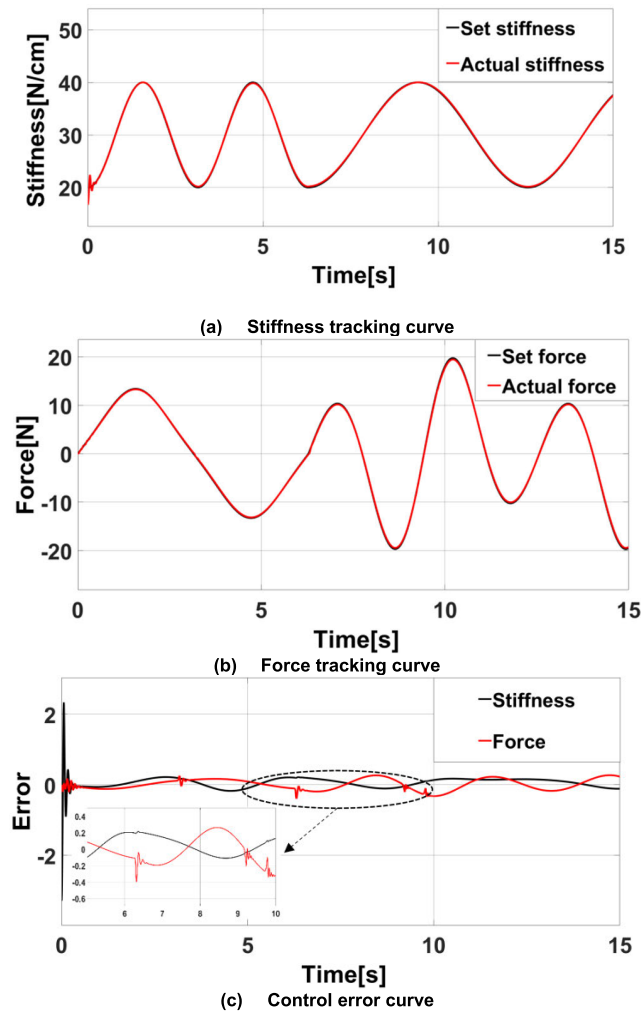 50
40
30
20
Stiffness[N/cm]
Set stiffness
Actual stiffness
0 5 10 15
Time[s]
(a) Stiffness tracking curve
20
10
0
-10
-20
Force[N]
Set force
Actual force
0 5 10 15
Time[s]
(b) Force tracking curve
2
0
-2
Error
Stiffness
Force
0.4
0.2
0
-0.2
-0.4
-0.6
6 7 8 9 10
0 5 10 15
Time[s]
(c) Control error curve